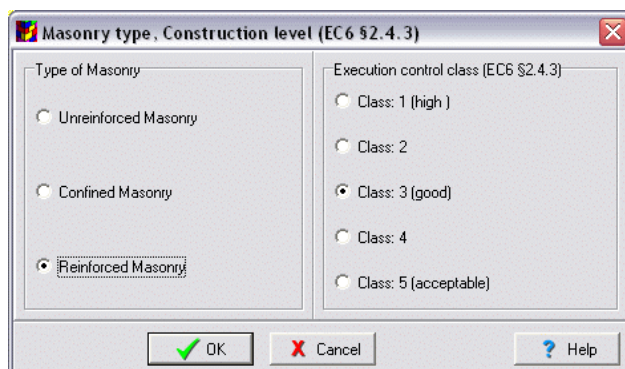 Masonry type, Construction level (EC6 §2.4.3)
Type of Masonry
Unreinforced Masonry
Confined Masonry
Reinforced Masonry
Execution control class (EC6 §2.4.3)
Class: 1 (high )
Class: 2
Class: 3 (good)
Class: 4
Class: 5 (acceptable)
OK
Cancel
? Help